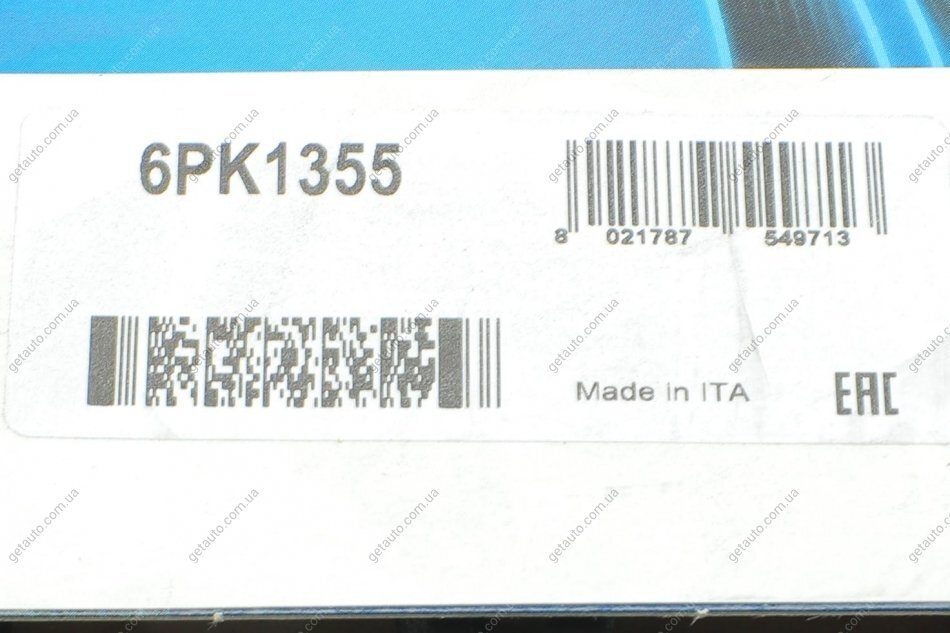 6PK1355
8 021787 549713
Made in ITA
EAC
getauto.com.ua